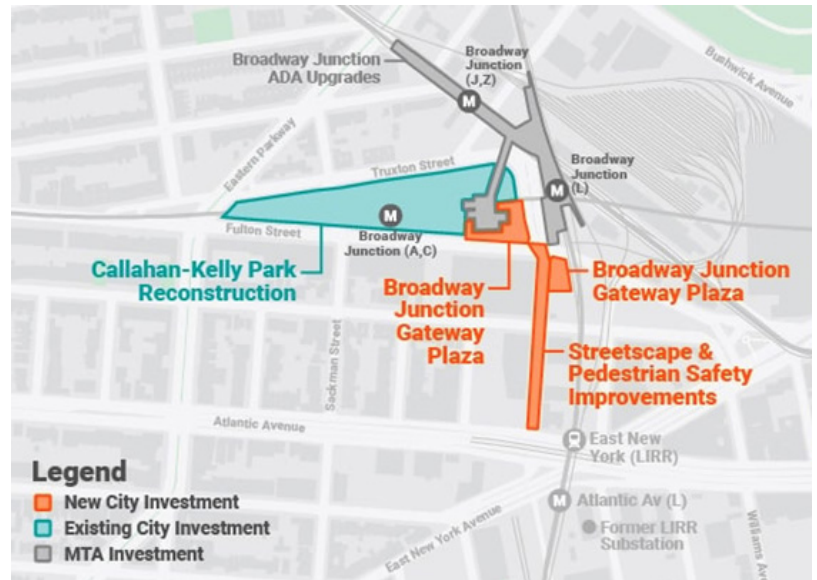 Broadway Junction
ADA Upgrades
Broadway
Junction
(J,Z)
M
Bushwick Avenue
Eastern Parkway
Truxton Street
Broadway
Junction
(L)
M
M
Fulton Street
Broadway
Junction (A,C)
Callahan-Kelly Park
Reconstruction
Broadway
Junction
Gateway
Plaza
Broadway Junction
Gateway Plaza
Streetscape &
Pedestrian Safety
Improvements
Sackman Street
Atlantic Avenue
East New
York (LIRR)
M
Atlantic Av (L)
Former LIRR
Substation
East New York Avenue
Williams Av
Legend
New City Investment
Existing City Investment
MTA Investment